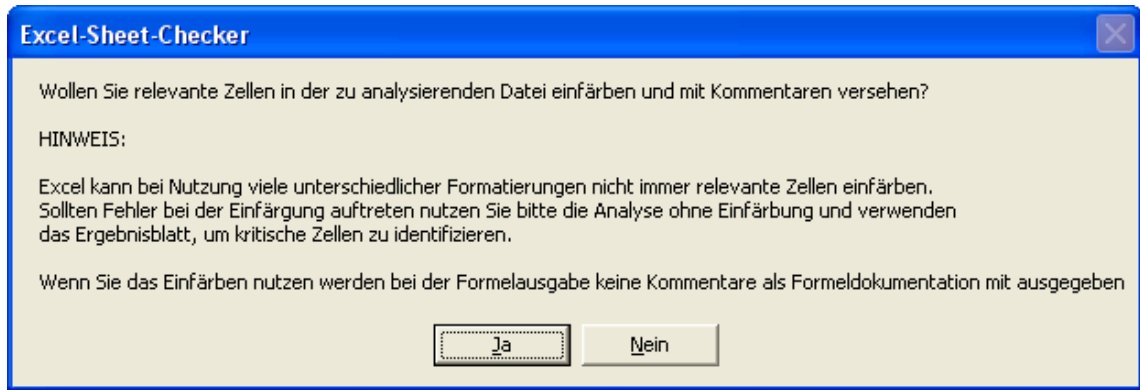 Excel-Sheet-Checker
Wollen Sie relevante Zellen in der zu analysierenden Datei einfärben und mit Kommentaren versehen?
HINWEIS:
Excel kann bei Nutzung viele unterschiedlicher Formatierungen nicht immer relevante Zellen einfärben.
Sollten Fehler bei der Einfärgung auftreten nutzen Sie bitte die Analyse ohne Einfärbung und verwenden
das Ergebnisblatt, um kritische Zellen zu identifizieren.
Wenn Sie das Einfärben nutzen werden bei der Formelausgabe keine Kommentare als Formeldokumentation mit ausgegeben
Ja
Nein